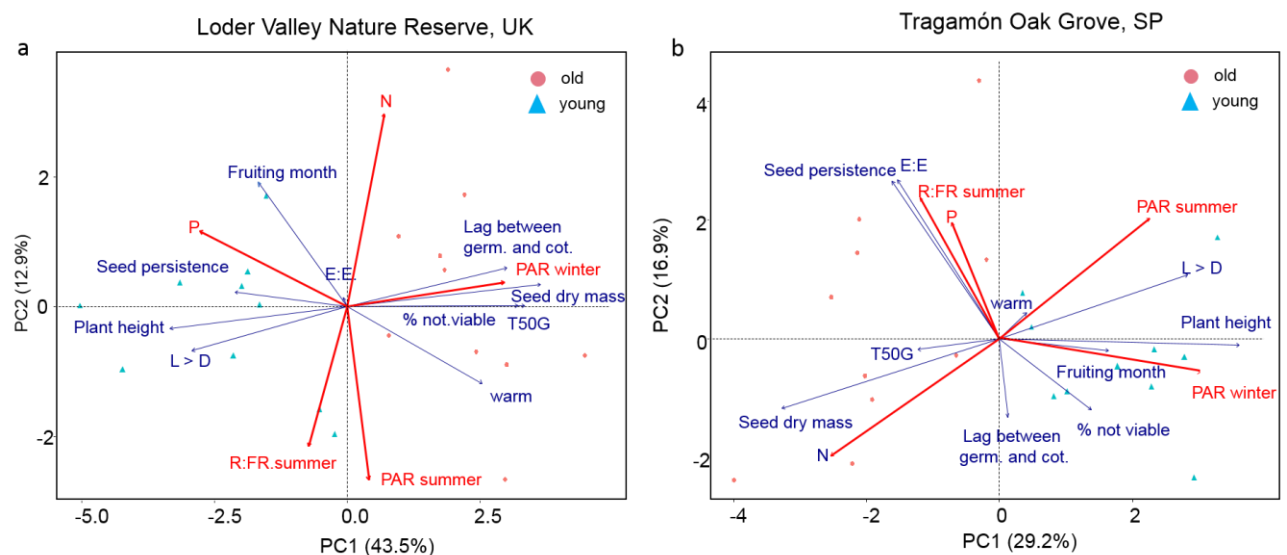 Loder Valley Nature Reserve, UK
a
old
young
N
Fruiting month
P
Lag between
germ. and cot.
Seed persistence
E:E.
PAR winter
Seed dry mass
% not.viable
T50G
Plant height
L > D
warm
R:FR.summer
PAR summer
2
0
-2
PC2 (12.9%)
-5.0
-2.5
0.0
2.5
PC1 (43.5%)
Tragamón Oak Grove, SP
b
old
young
E:E
Seed persistence
R:FR summer
P
PAR summer
L > D
warm
Plant height
T50G
Fruiting month
PAR winter
Seed dry mass
% not viable
Lag between
germ. and cot.
N
4
2
0
-2
PC2 (16.9%)
-4
-2
0
2
PC1 (29.2%)